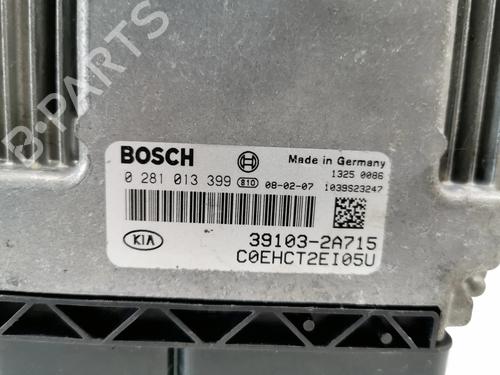 BOSCH Made in Germany
1325 0086
0 281 013 399 810 08-02-07 1039S23247
KIA 39103-2A715
C0EHCT2EI05U
B-PARTS